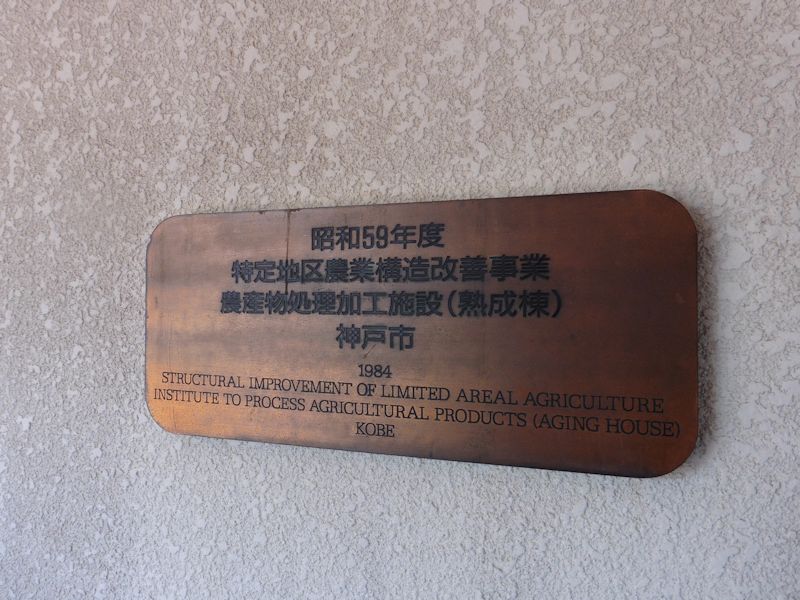 昭和59年度
特定地区農業構造改善事業
農産物処理加工施設(熟成棟)
神戸市
1984
STRUCTURAL IMPROVEMENT OF LIMITED AREAL AGRICULTURE
INSTITUTE TO PROCESS AGRICULTURAL PRODUCTS (AGING HOUSE)
KOBE